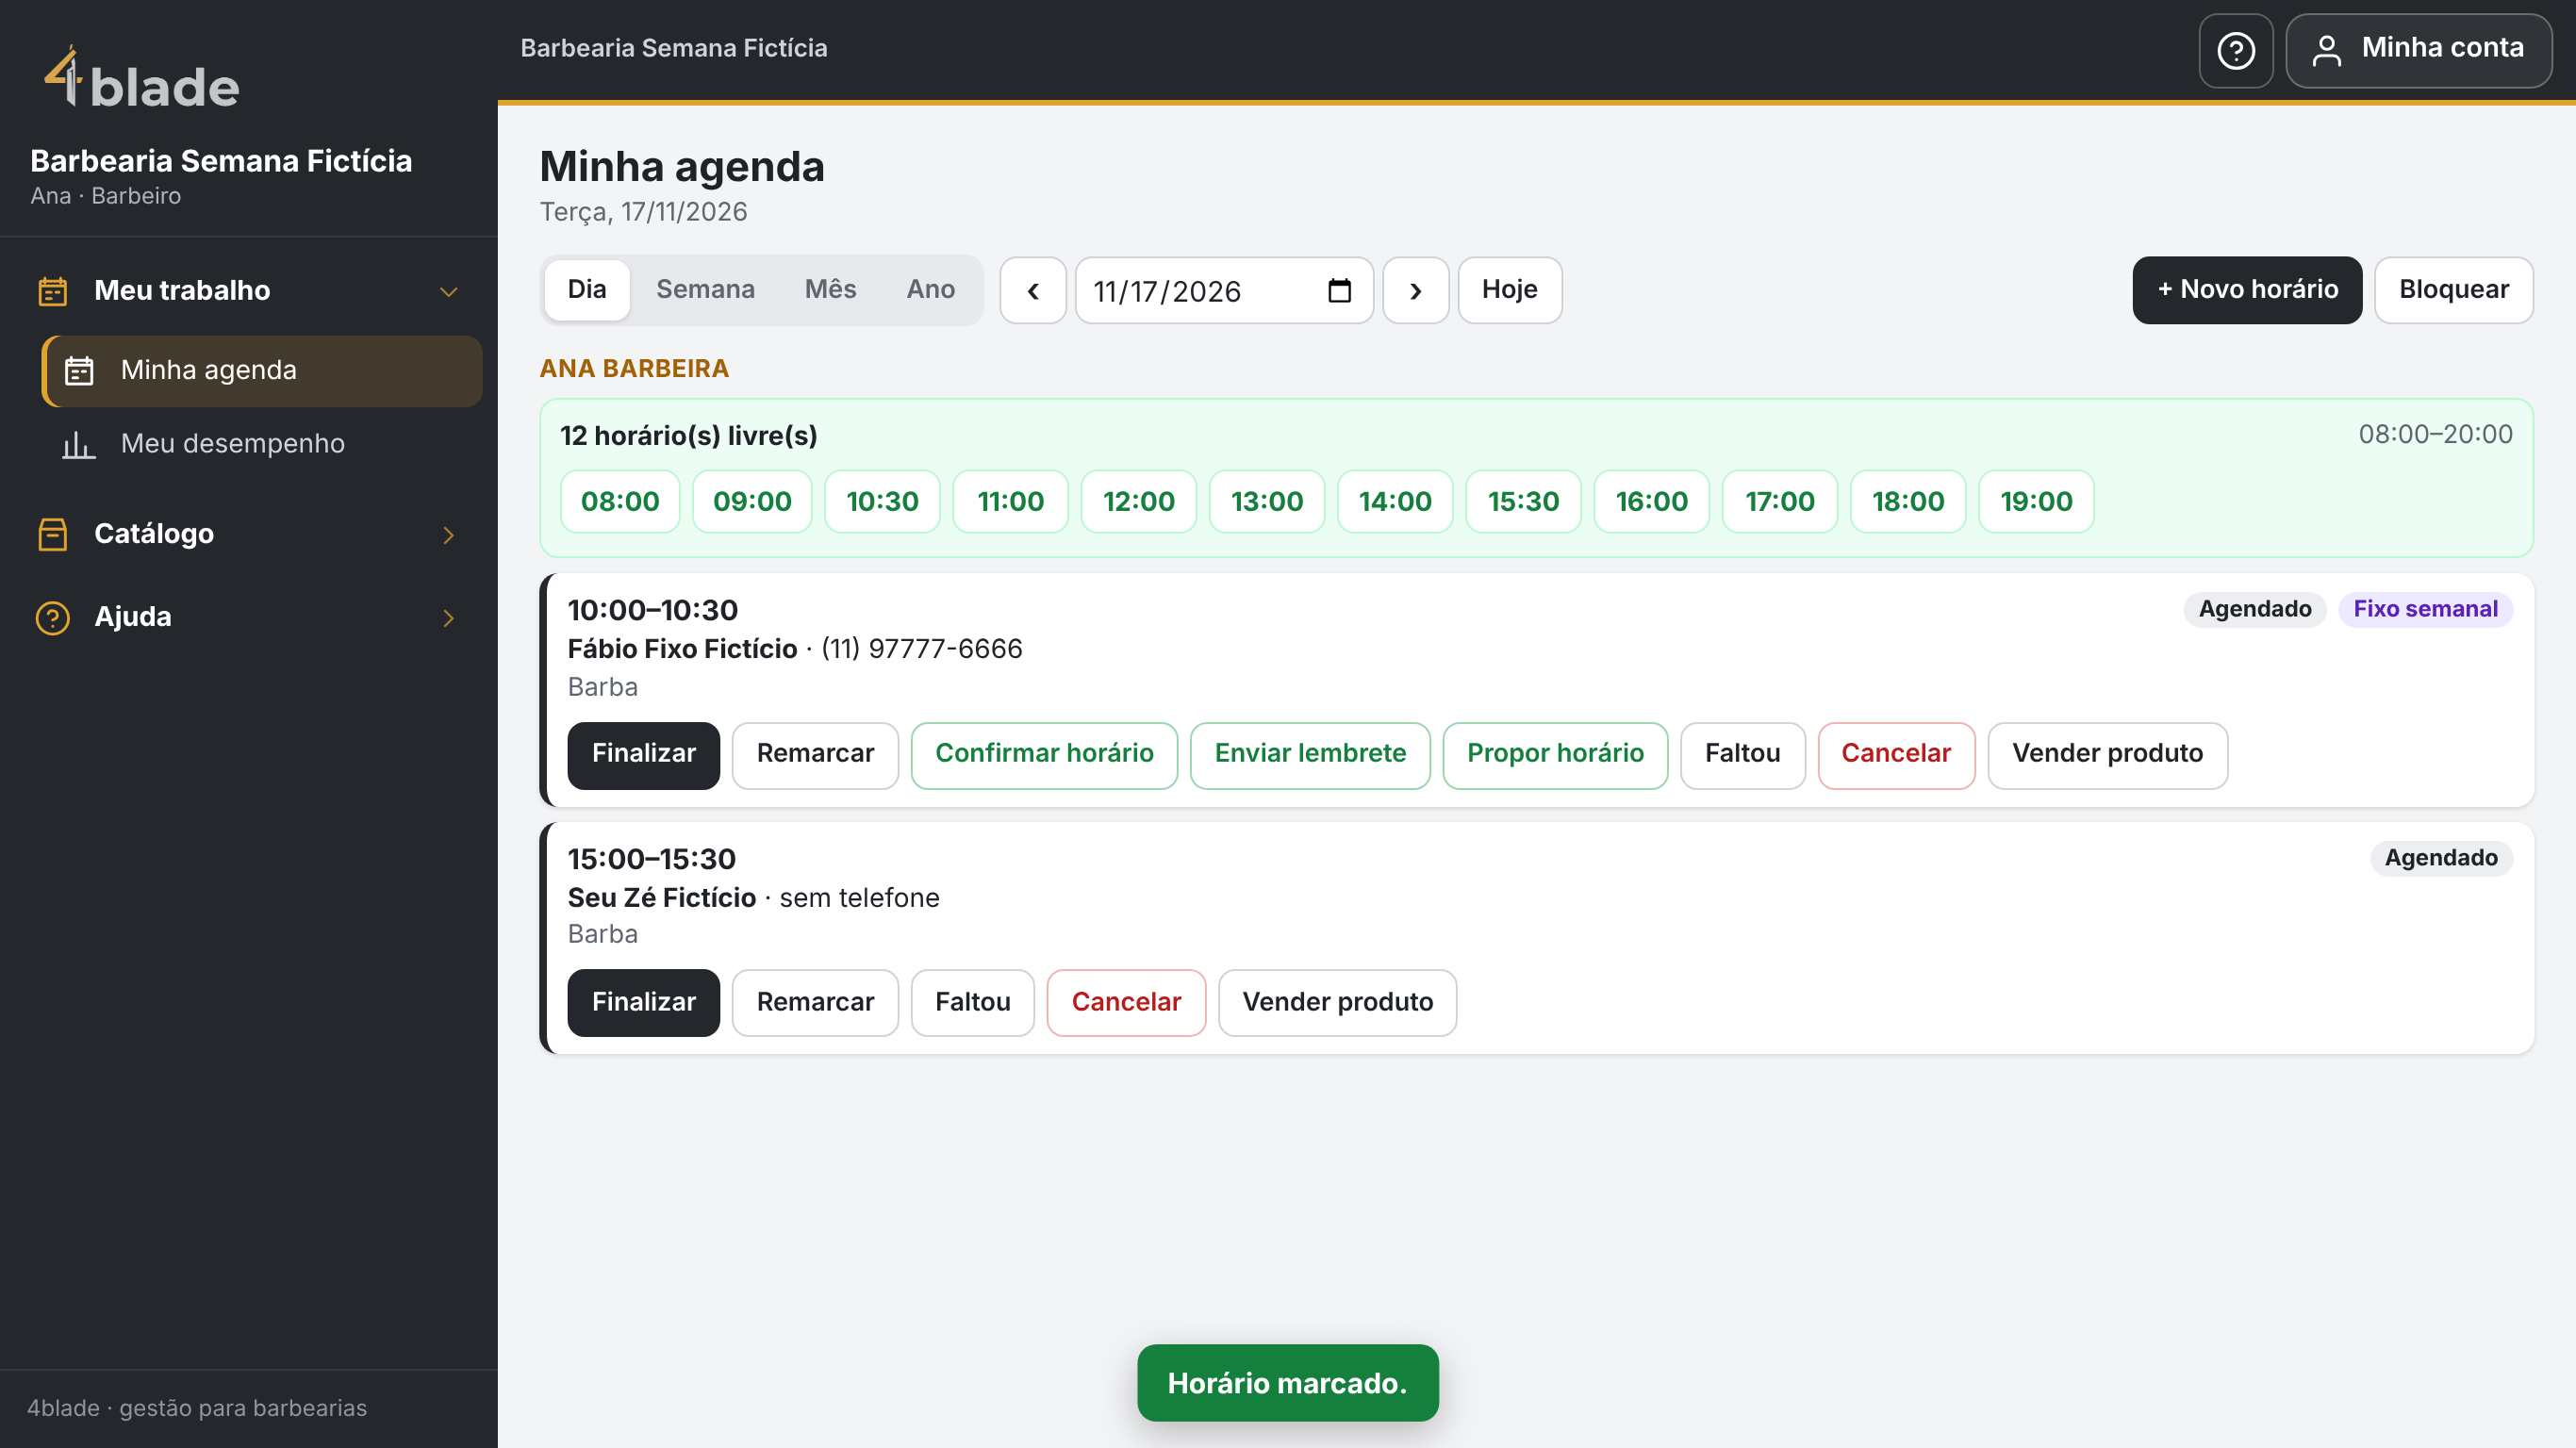 4blade
Barbearia Semana Fictícia
Ana · Barbeiro
Meu trabalho
Minha agenda
Meu desempenho
Catálogo
Ajuda
4blade · gestão para barbearias
Barbearia Semana Fictícia
Minha conta
Minha agenda
Terça, 17/11/2026
Dia Semana Mês Ano ‹ 11/17/2026 › Hoje + Novo horário Bloquear
ANA BARBEIRA
12 horário(s) livre(s) 08:00–20:00
08:00 09:00 10:30 11:00 12:00 13:00 14:00 15:30 16:00 17:00 18:00 19:00
10:00–10:30 Agendado Fixo semanal
Fábio Fixo Fictício · (11) 97777-6666
Barba
Finalizar Remarcar Confirmar horário Enviar lembrete Propor horário Faltou Cancelar Vender produto
15:00–15:30 Agendado
Seu Zé Fictício · sem telefone
Barba
Finalizar Remarcar Faltou Cancelar Vender produto
Horário marcado.